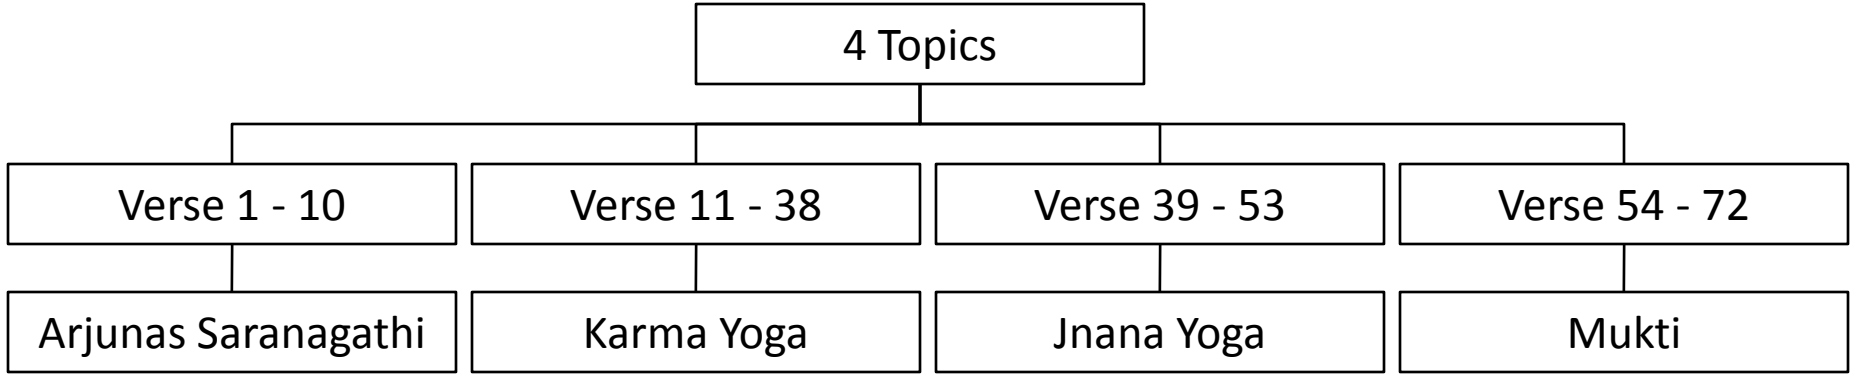 4 Topics
Verse 1 - 10
Verse 11 - 38
Verse 39 - 53
Verse 54 - 72
Arjunas Saranagathi
Karma Yoga
Jnana Yoga
Mukti